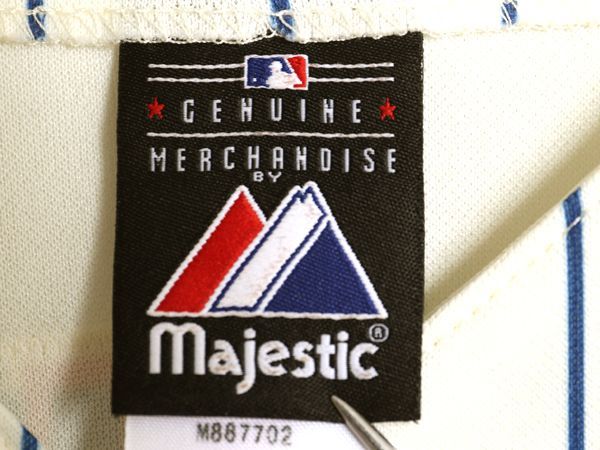 GENUINE
MERCHANDISE
BY
Majestic®
M887702